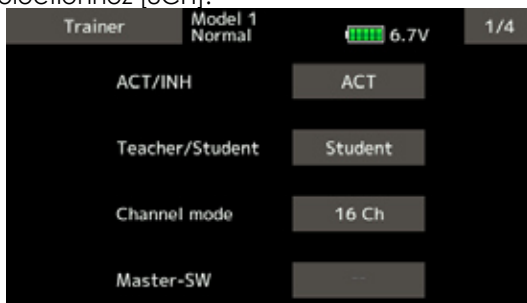 Trainer Model 1 Normal 6.7V 1/4
ACT/INH ACT
Teacher/Student Student
Channel mode 16 Ch
Master-SW --